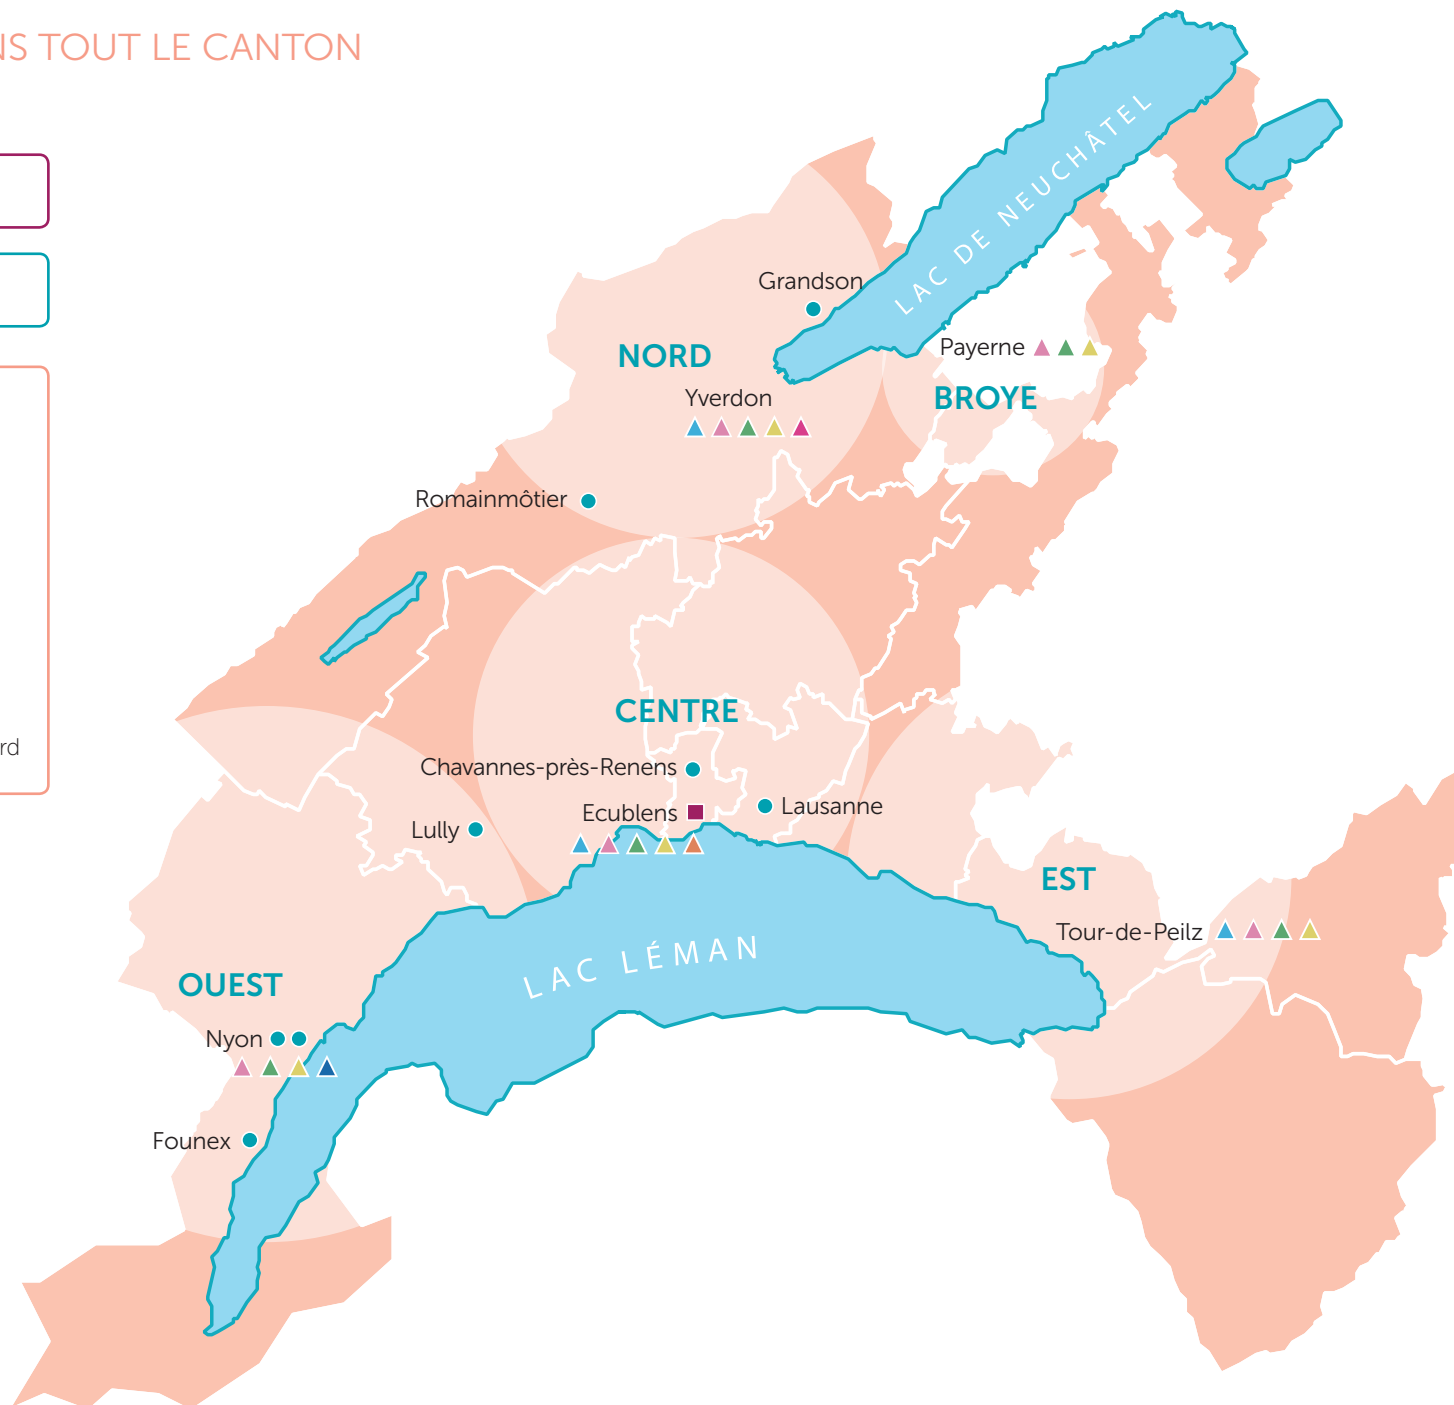 NS TOUT LE CANTON
LAC DE NEUCHÂTEL
Grandson
NORD
Payerne
Yverdon
BROYE
Romainmôtier
CENTRE
rd
Chavannes-près-Renens
Ecublens
Lausanne
Lully
EST
Tour-de-Peilz
LAC LÉMAN
OUEST
Nyon
Founex